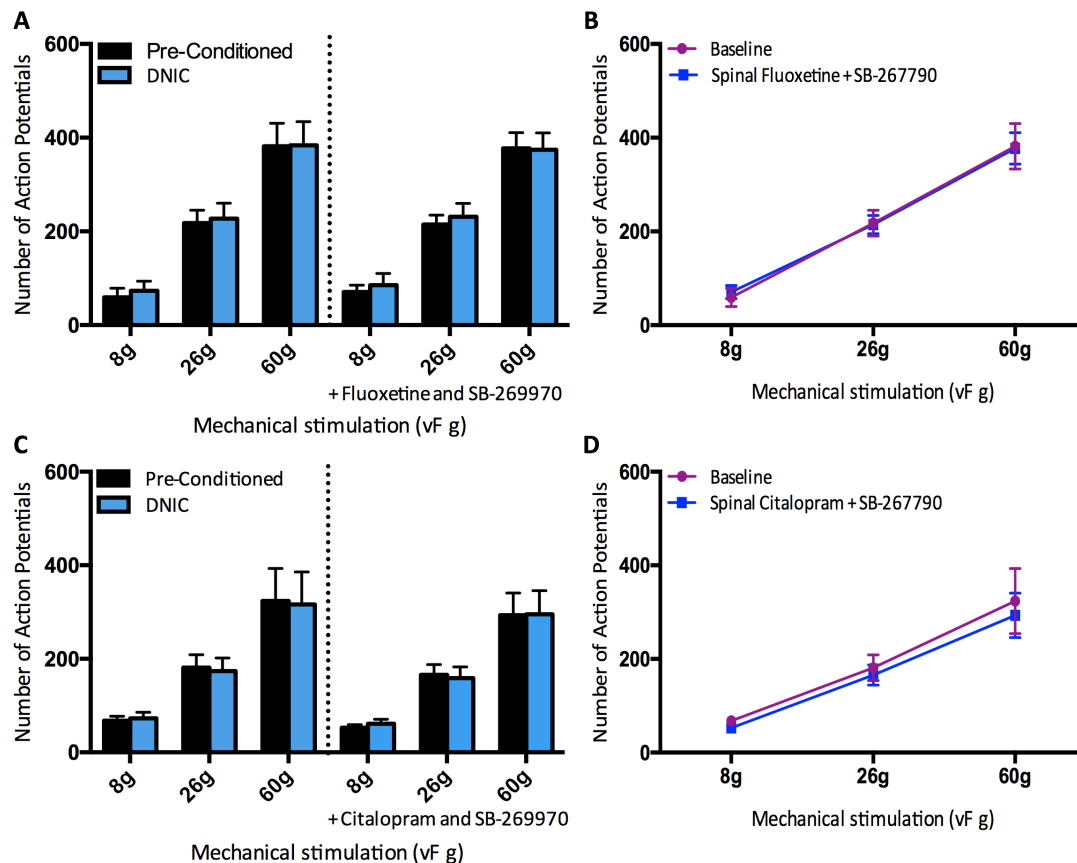 A
Number of Action Potentials
600
400
200
0
Pre-Conditioned
DNIC
8g
26g
60g
8g
26g
60g
+ Fluoxetine and SB-269970
Mechanical stimulation (vF g)
B
Number of Action Potentials
600
400
200
0
Baseline
Spinal Fluoxetine + SB-267790
8g
26g
60g
Mechanical stimulation (vF g)
C
Number of Action Potentials
600
400
200
0
Pre-Conditioned
DNIC
8g
26g
60g
8g
26g
60g
+ Citalopram and SB-269970
Mechanical stimulation (vF g)
D
Number of Action Potentials
600
400
200
0
Baseline
Spinal Citalopram + SB-267790
8g
26g
60g
Mechanical stimulation (vF g)